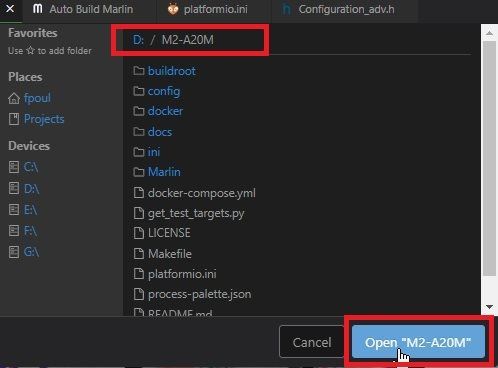 Auto Build Marlin platformio.ini Configuration_adv.h
Favorites
Use ☆ to add folder
Places
fpoul
Projects
Devices
C:\
D:\
E:\
F:\
G:\
D: / M2-A20M
buildroot
config
docker
docs
ini
Marlin
docker-compose.yml
get_test_targets.py
LICENSE
Makefile
platformio.ini
process-palette.json
README.md
Cancel
Open "M2-A20M"